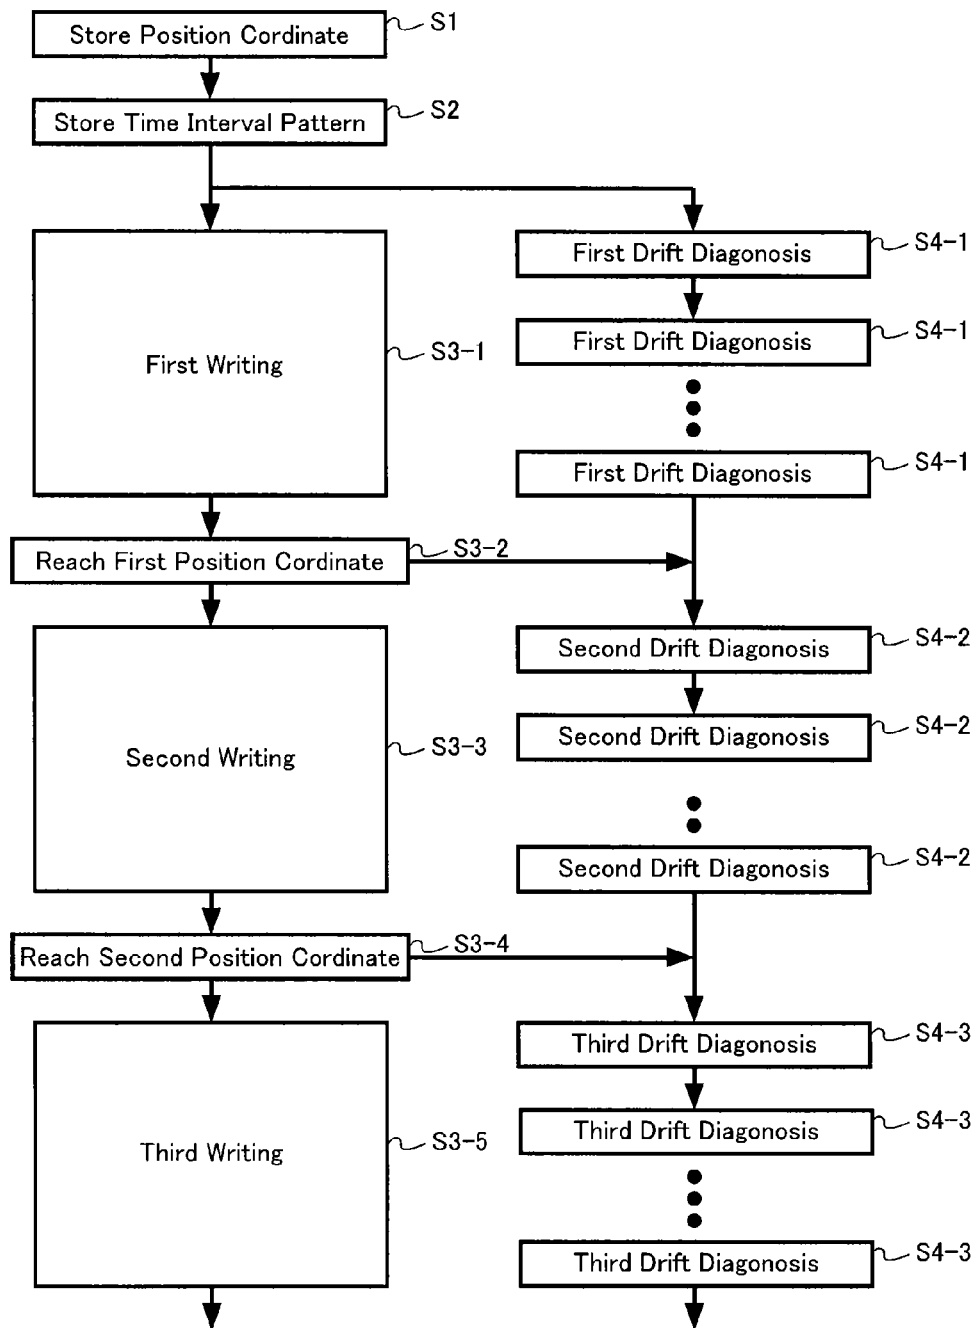 Store Position Cordinate
S1
Store Time Interval Pattern
S2
First Drift Diagonosis
S4-1
First Drift Diagonosis
S4-1
First Writing
S3-1
First Drift Diagonosis
S4-1
Reach First Position Cordinate
S3-2
Second Drift Diagonosis
S4-2
Second Drift Diagonosis
S4-2
Second Writing
S3-3
Second Drift Diagonosis
S4-2
Reach Second Position Cordinate
S3-4
Third Drift Diagonosis
S4-3
Third Drift Diagonosis
S4-3
Third Writing
S3-5
Third Drift Diagonosis
S4-3